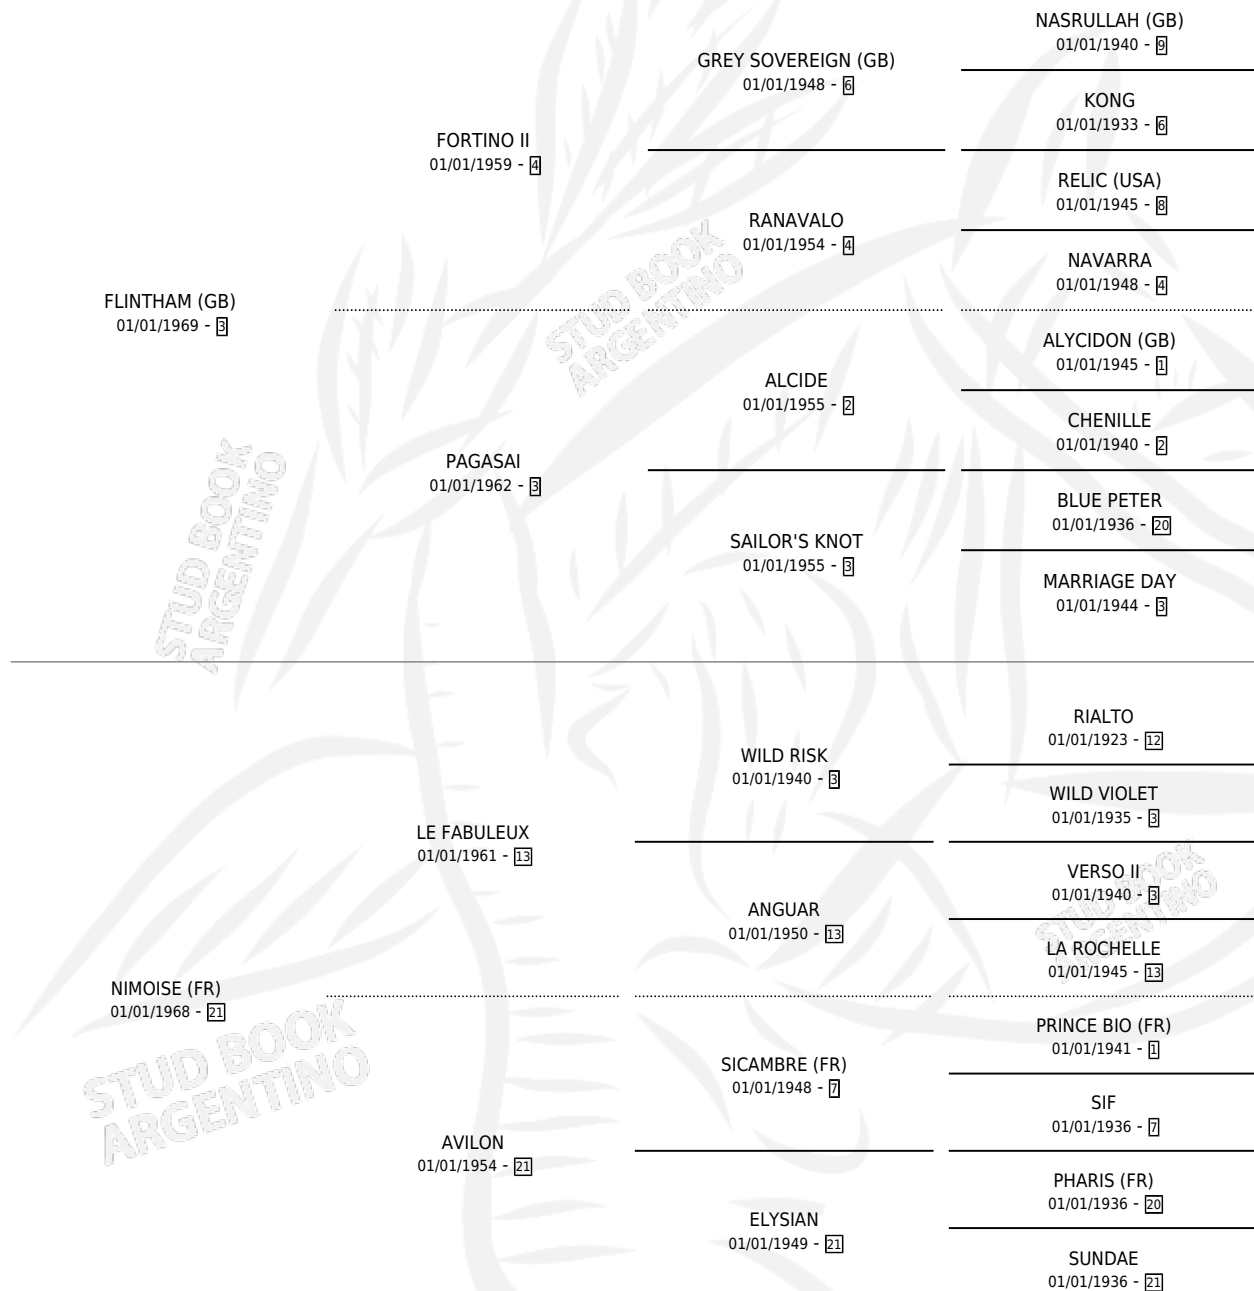 NASRULLAH (GB)
01/01/1940 - 9
GREY SOVEREIGN (GB)
01/01/1948 - 6
KONG
01/01/1933 - 6
FORTINO II
01/01/1959 - 4
RELIC (USA)
01/01/1945 - 8
RANAVALO
01/01/1954 - 4
NAVARRA
01/01/1948 - 4
FLINTHAM (GB)
01/01/1969 - 3
ALYCIDON (GB)
01/01/1945 - 1
ALCIDE
01/01/1955 - 2
CHENILLE
01/01/1940 - 2
PAGASAI
01/01/1962 - 3
BLUE PETER
01/01/1936 - 20
SAILOR'S KNOT
01/01/1955 - 3
MARRIAGE DAY
01/01/1944 - 3
STUD BOOK
ARGENTINO
STUD BOOK
ARGENTINO
RIALTO
01/01/1923 - 12
WILD RISK
01/01/1940 - 3
WILD VIOLET
01/01/1935 - 3
LE FABULEUX
01/01/1961 - 13
VERSO II
01/01/1940 - 3
ANGUAR
01/01/1950 - 13
LA ROCHELLE
01/01/1945 - 13
NIMOISE (FR)
01/01/1968 - 21
PRINCE BIO (FR)
01/01/1941 - 1
SICAMBRE (FR)
01/01/1948 - 7
SIF
01/01/1936 - 7
AVILON
01/01/1954 - 21
PHARIS (FR)
01/01/1936 - 20
ELYSIAN
01/01/1949 - 21
SUNDAE
01/01/1936 - 21
STUD BOOK
ARGENTINO
STUD BOOK
ARGENTINO